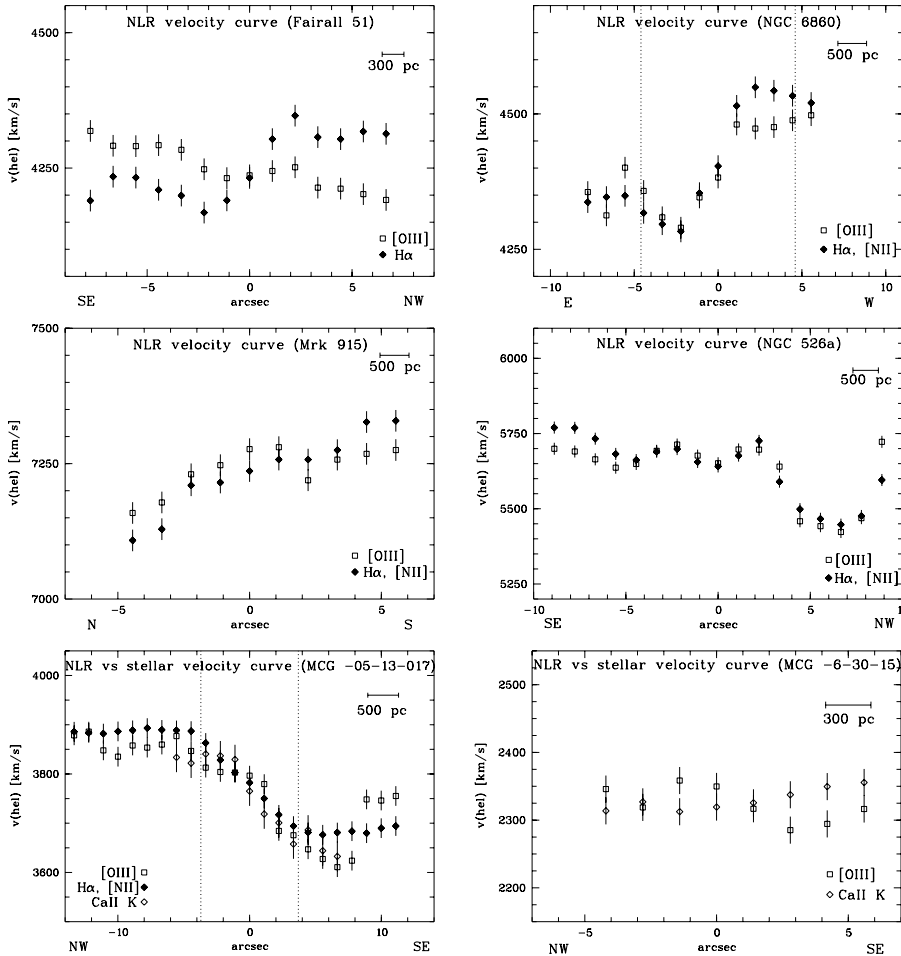 NLR velocity curve (Fairall 51)
300 pc
v(hel) [km/s]
4500
4250
[OIII]
Hα
-5
0
5
SE
arcsec
NW
NLR velocity curve (NGC 6860)
500 pc
v(hel) [km/s]
4500
4250
[OIII]
Hα, [NII]
-10
-5
0
5
10
E
arcsec
W
NLR velocity curve (Mrk 915)
500 pc
v(hel) [km/s]
7500
7250
7000
[OIII]
Hα, [NII]
-5
0
5
N
arcsec
S
NLR velocity curve (NGC 526a)
500 pc
v(hel) [km/s]
6000
5750
5500
5250
[OIII]
Hα, [NII]
-10
-5
0
5
10
SE
arcsec
NW
NLR vs stellar velocity curve (MCG -05-13-017)
500 pc
v(hel) [km/s]
4000
3800
3600
[OIII]
Hα, [NII]
CaII K
-10
0
10
NW
arcsec
SE
NLR vs stellar velocity curve (MCG -6-30-15)
300 pc
v(hel) [km/s]
2500
2400
2300
2200
[OIII]
CaII K
-5
0
5
NW
arcsec
SE